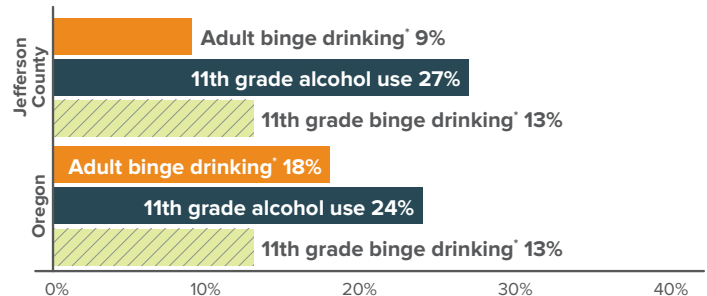 Jefferson
County
Adult binge drinking* 9%
11th grade alcohol use 27%
11th grade binge drinking* 13%
Oregon
Adult binge drinking* 18%
11th grade alcohol use 24%
11th grade binge drinking* 13%
0% 10% 20% 30% 40%